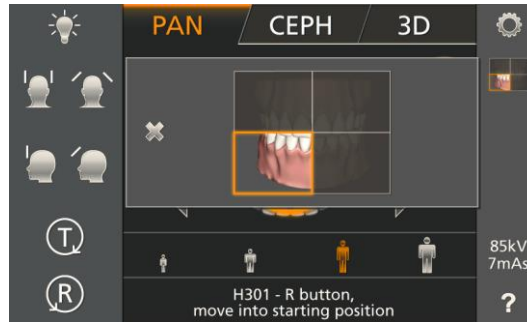 PAN
CEPH
3D
T
85kV
7mAs
R
H301 - R button,
move into starting position
?